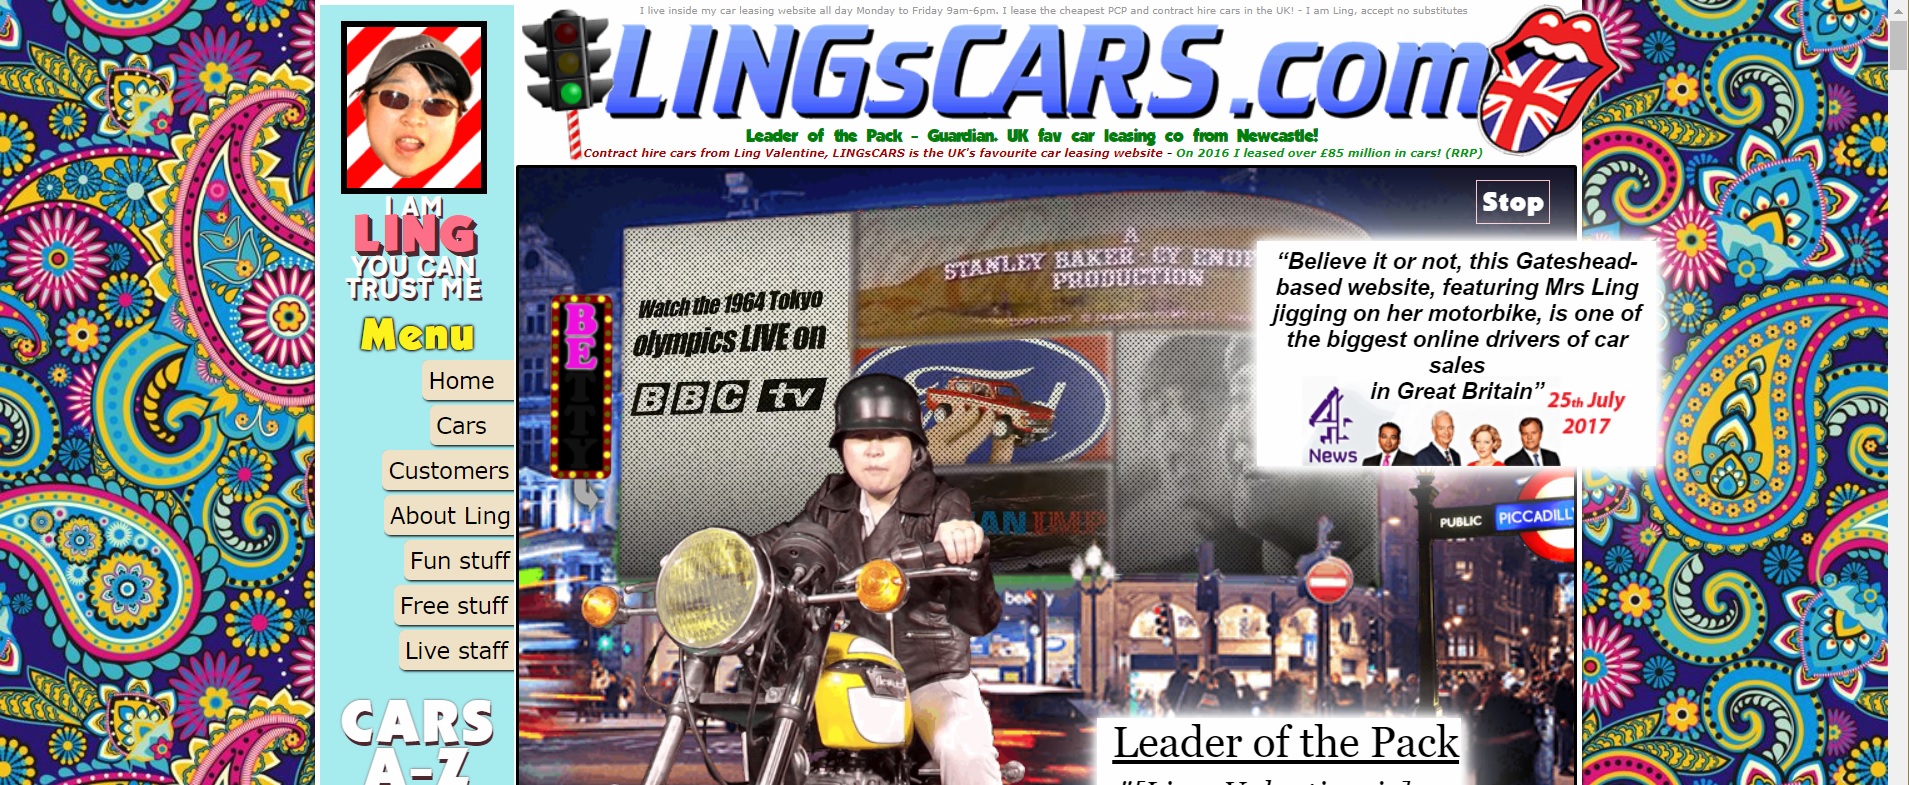 I live inside my car leasing website all day Monday to Friday 9am-6pm. I lease the cheapest PCP and contract hire cars in the UK! - I am Ling, accept no substitutes
LINGsCARS.com
Leader of the Pack - Guardian. UK fav car leasing co from Newcastle!
Contract hire cars from Ling Valentine, LINGsCARS is the UK's favourite car leasing website - On 2016 I leased over £85 million in cars! (RRP)
I AM
LING
YOU CAN
TRUST ME
Menu
Home
Cars
Customers
About Ling
Fun stuff
Free stuff
Live staff
CARS
A-Z
Stop
A
STANLEY BAKER . CY
PRODUCTION
BETTY
Watch the 1964 Tokyo
olympics LIVE on
BBC tv
“Believe it or not, this Gateshead-
based website, featuring Mrs Ling
jigging on her motorbike, is one of
the biggest online drivers of car
sales
in Great Britain”
25th July
2017
4
News
PUBLIC
PICCADILL
Leader of the Pack